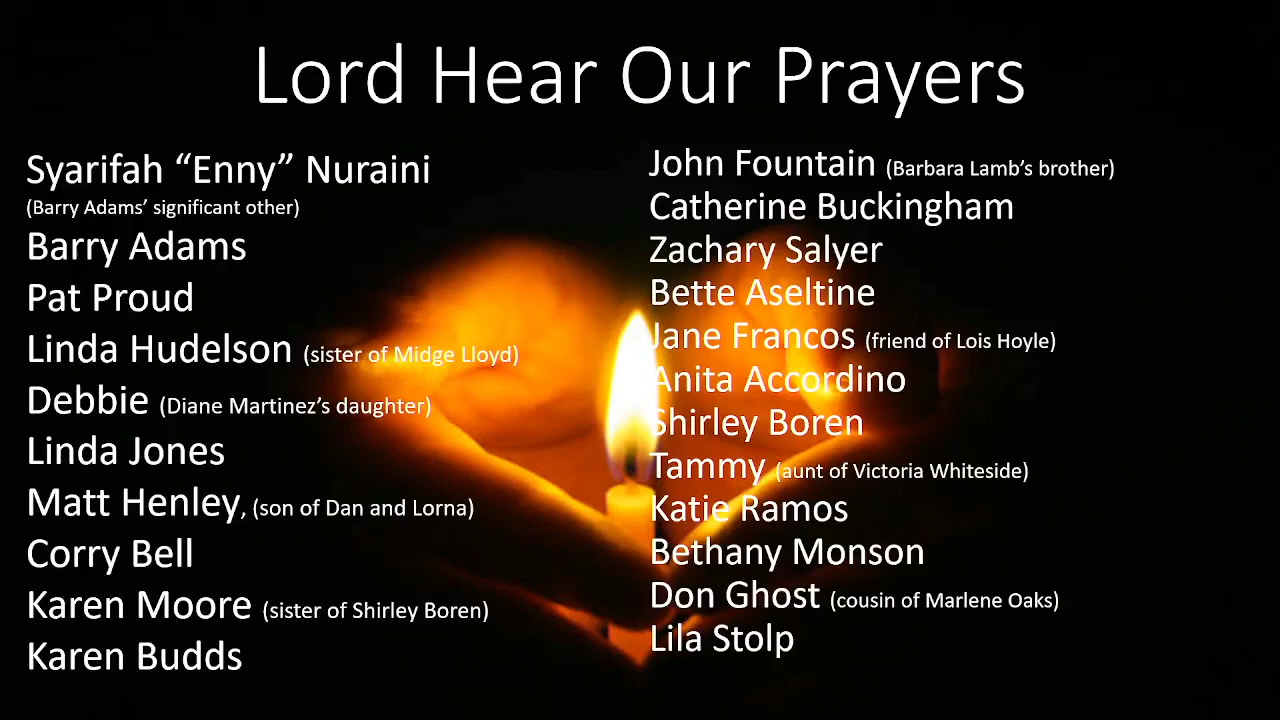 Lord Hear Our Prayers
Syarifah “Enny” Nuraini
(Barry Adams’ significant other)
Barry Adams
Pat Proud
Linda Hudelson (sister of Midge Lloyd)
Debbie (Diane Martinez’s daughter)
Linda Jones
Matt Henley, (son of Dan and Lorna)
Corry Bell
Karen Moore (sister of Shirley Boren)
Karen Budds
John Fountain (Barbara Lamb’s brother)
Catherine Buckingham
Zachary Salyer
Bette Aseltine
Jane Francos (friend of Lois Hoyle)
Anita Accordino
Shirley Boren
Tammy (aunt of Victoria Whiteside)
Katie Ramos
Bethany Monson
Don Ghost (cousin of Marlene Oaks)
Lila Stolp